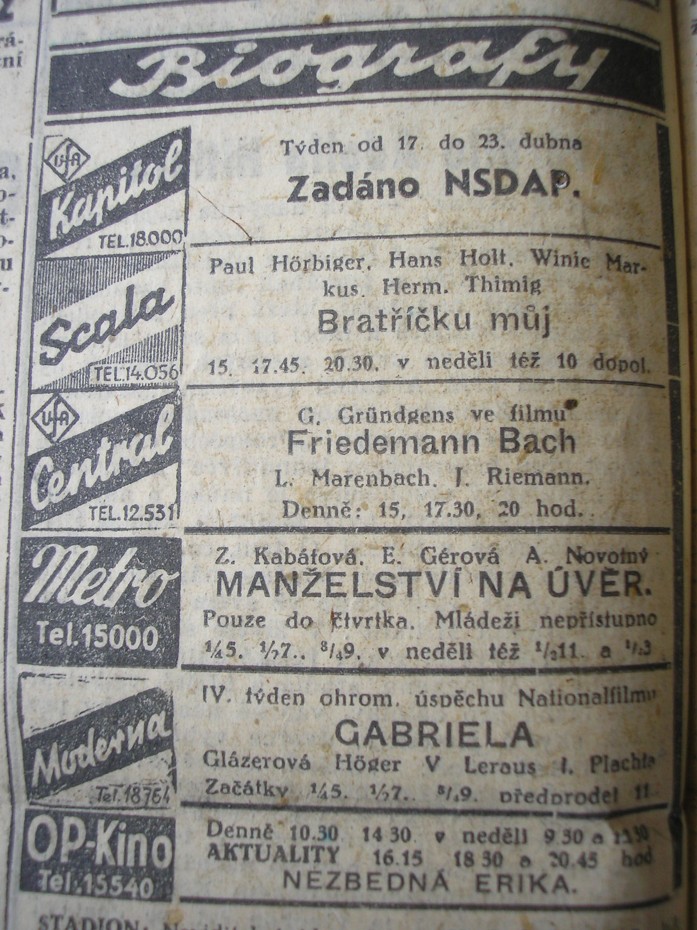 Biografy
UfA
Kapitol
TEL.18.000
Týden od 17. do 23. dubna
Zadáno NSDAP.
Scala
TEL.14.056
Paul Hörbiger, Hans Holt, Winie Mar-
kus, Herm. Thimig
Bratříčku můj
15, 17.45, 20.30, v neděli též 10 dopol.
UfA
Central
TEL.12.531
G. Gründgens ve filmu
Friedemann Bach
L. Marenbach, J. Riemann.
Denně: 15, 17.30, 20 hod.
Metro
Tel.15000
Z. Kabátová, E. Gérová A. Novotný
MANŽELSTVÍ NA ÚVĚR.
Pouze do čtvrtka. Mládeži nepřístupno
¼5, ½7., ¾9, v neděli též ½11. a
Moderna
Tel.18764
IV. týden ohrom. úspěchu Nationalfilmu
GABRIELA
Glázerová Höger V Leraus J. Plachta
Začátky ¼5. ½7.. ¾9. předprodej 11
OP-Kino
Tel.15540
Denně 10.30 14 30 v neděli 9 30 a
AKTUALITY 16.15 18 30 a 20.45 hod
NEZBEDNÁ ERIKA.
STADION: